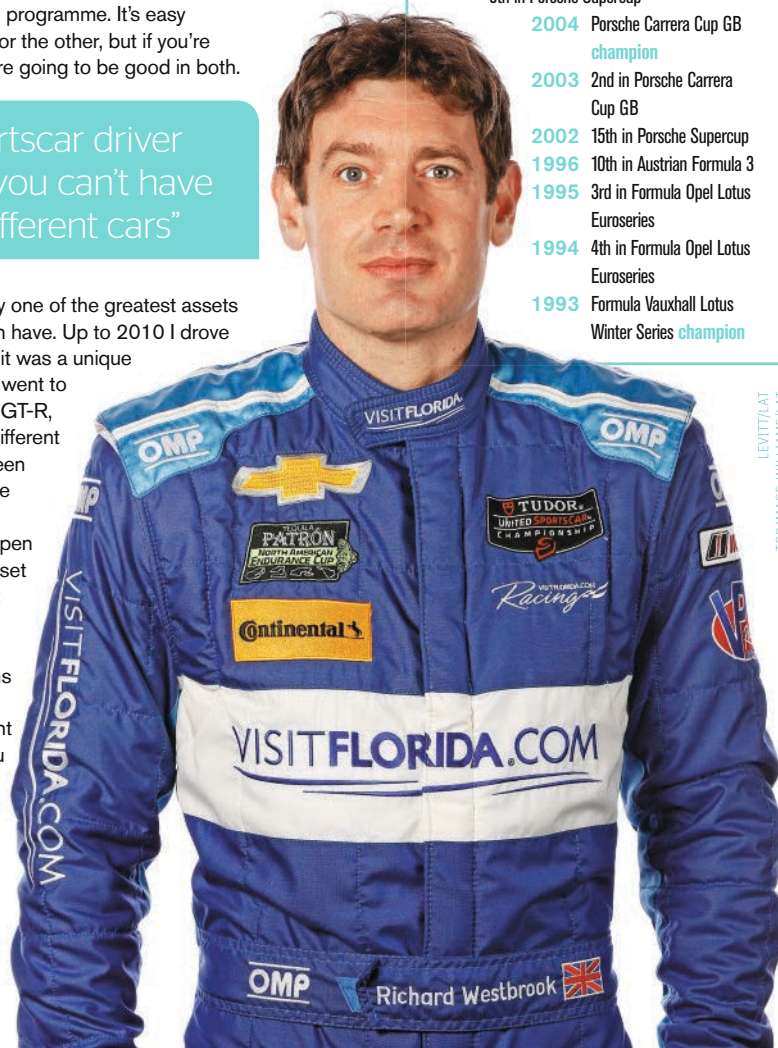 programme. It's easy
or the other, but if you're
re going to be good in both.
rtscar driver
you can't have
fferent cars”
y one of the greatest assets
n have. Up to 2010 I drove
it was a unique
went to
GT-R,
ifferent
een
e
pen
set
s
nt
u
2004 Porsche Carrera Cup GB
champion
2003 2nd in Porsche Carrera
Cup GB
2002 15th in Porsche Supercup
1996 10th in Austrian Formula 3
1995 3rd in Formula Opel Lotus
Euroseries
1994 4th in Formula Opel Lotus
Euroseries
1993 Formula Vauxhall Lotus
Winter Series champion
LEVITT/LAT
VISITFLORIDA.
OMP
OMP
TEQUILA
PATRÓN
NORTH AMERICAN
ENDURANCE CUP
TUDOR
UNITED SPORTSCAR
CHAMPIONSHIP
VISITFLORIDA.COM
Racing
Continental
VISITFLORIDA.COM
VISITFLORIDA.COM
OMP
Richard Westbrook